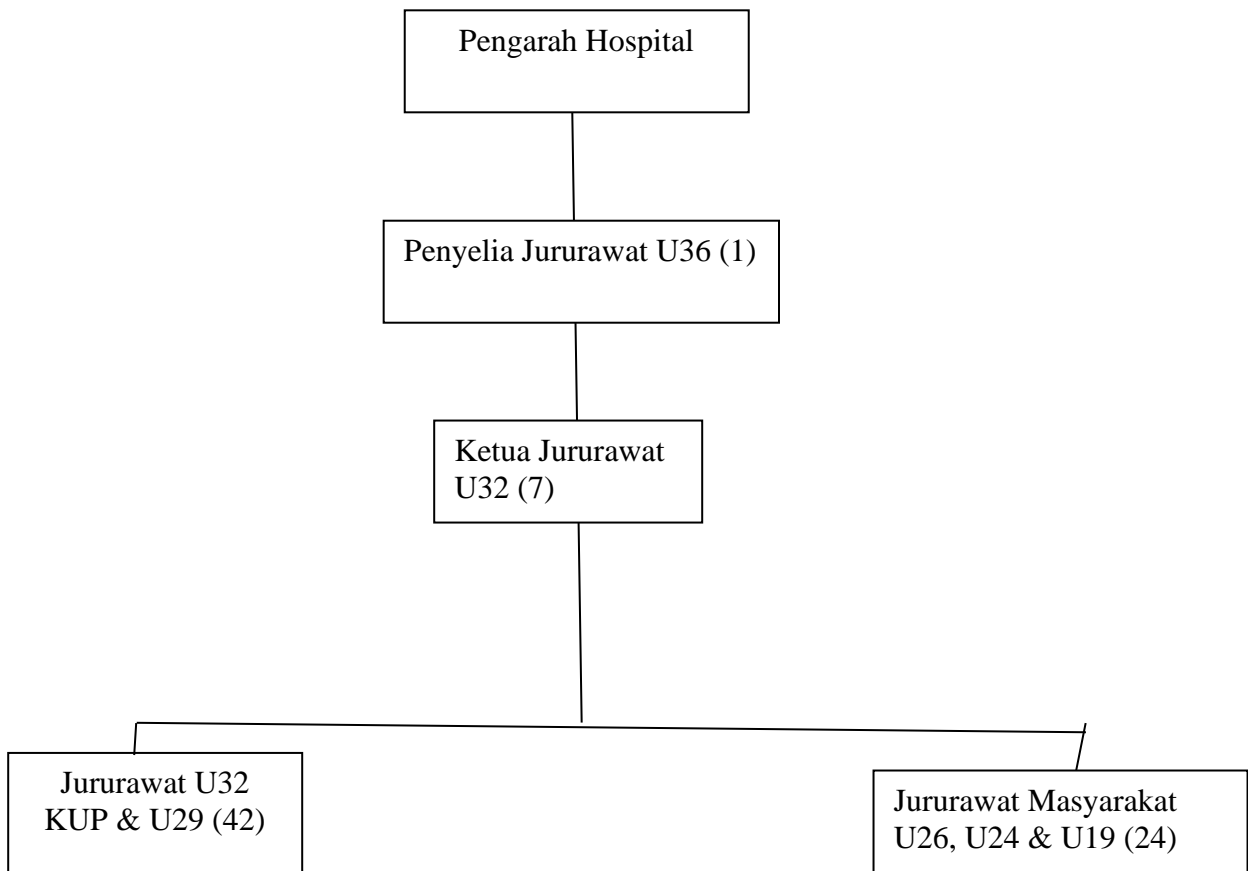 Pengarah Hospital
Penyelia Jururawat U36 (1)
Ketua Jururawat
U32 (7)
Jururawat U32
KUP & U29 (42)
Jururawat Masyarakat
U26, U24 & U19 (24)